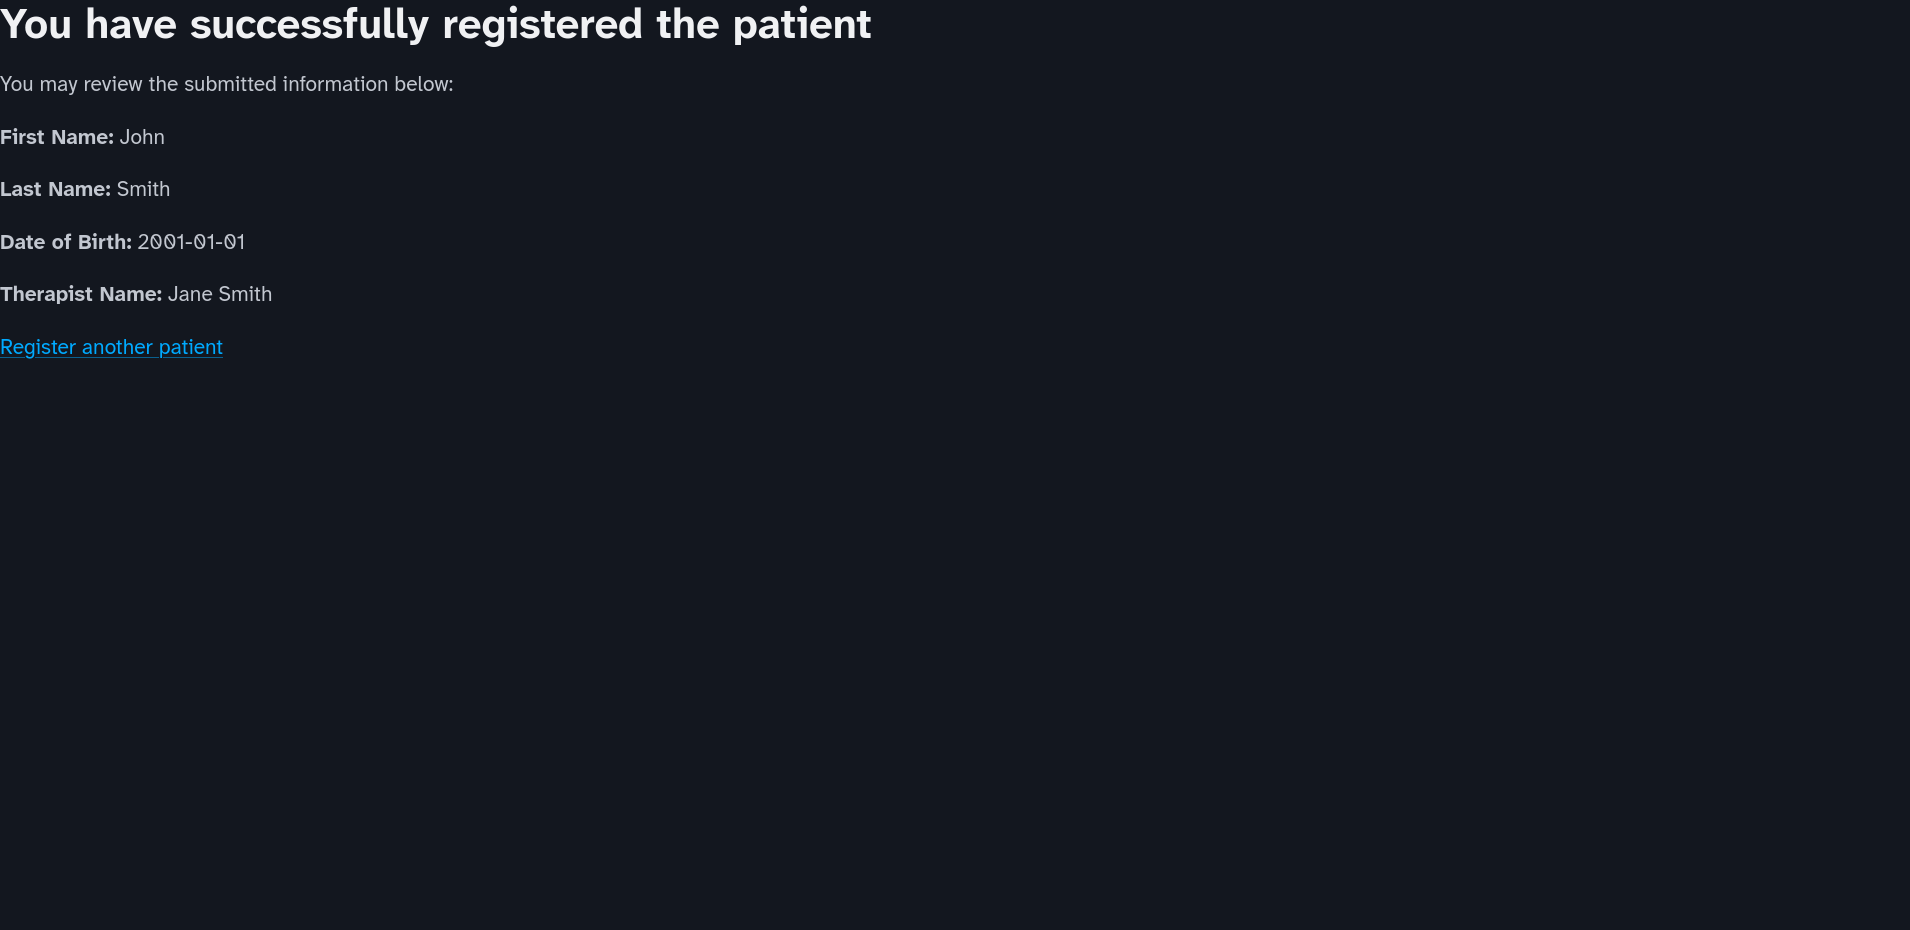 You have successfully registered the patient
You may review the submitted information below:
First Name: John
Last Name: Smith
Date of Birth: 2001-01-01
Therapist Name: Jane Smith
Register another patient